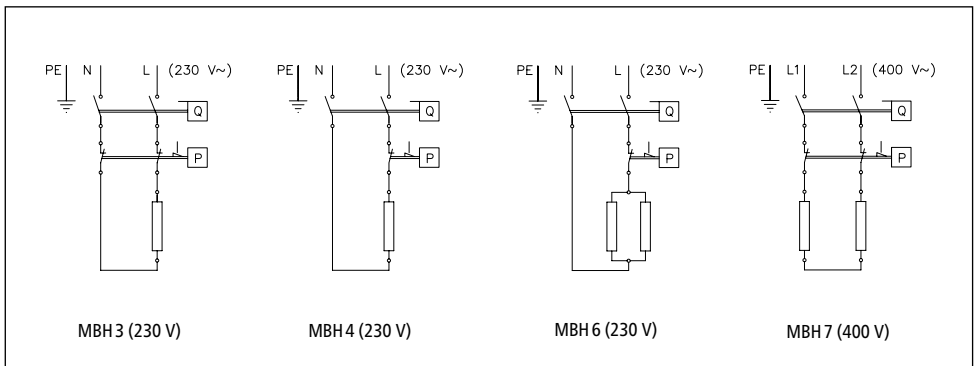 PE N L (230 V~) PE N L (230 V~) PE N L (230 V~) PE L1 L2 (400 V~)
Q Q Q Q
P P P P
MBH 3 (230 V) MBH 4 (230 V) MBH 6 (230 V) MBH 7 (400 V)